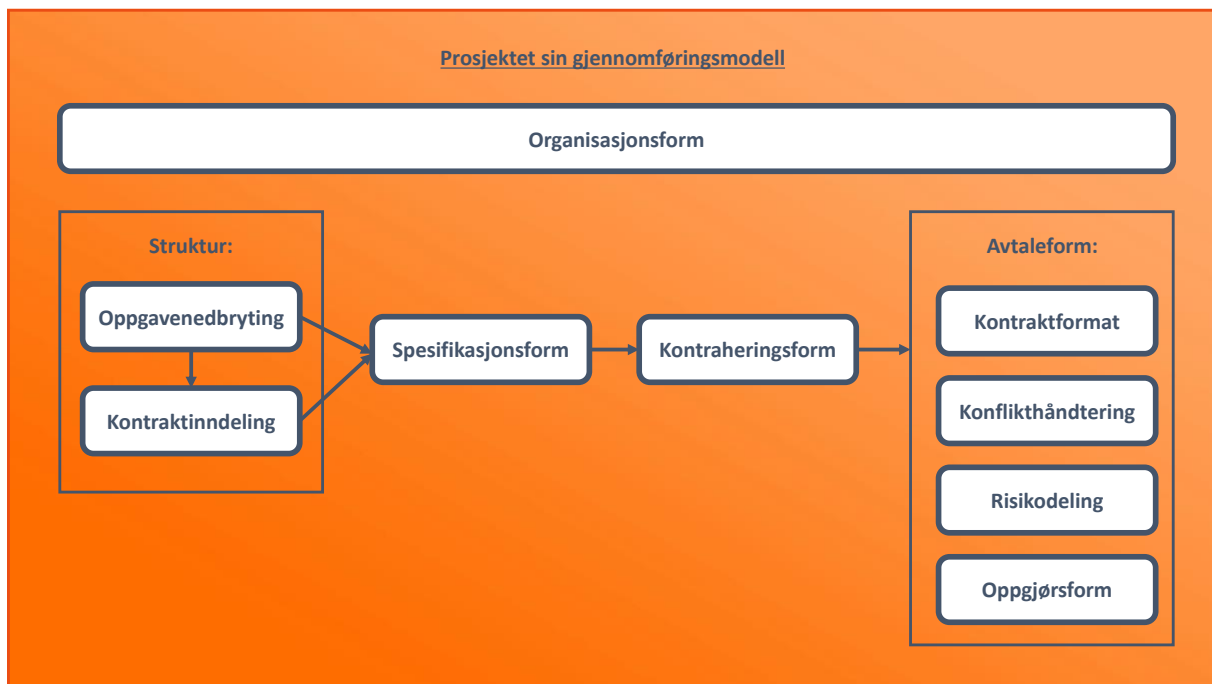 Prosjektet sin gjennomføringsmodell
Organisasjonsform
Struktur:
Oppgavenedbryting
Kontraktinndeling
Spesifikasjonsform
Kontraheringsform
Avtaleform:
Kontraktformat
Konflikthåndtering
Risikodeling
Oppgjørsform